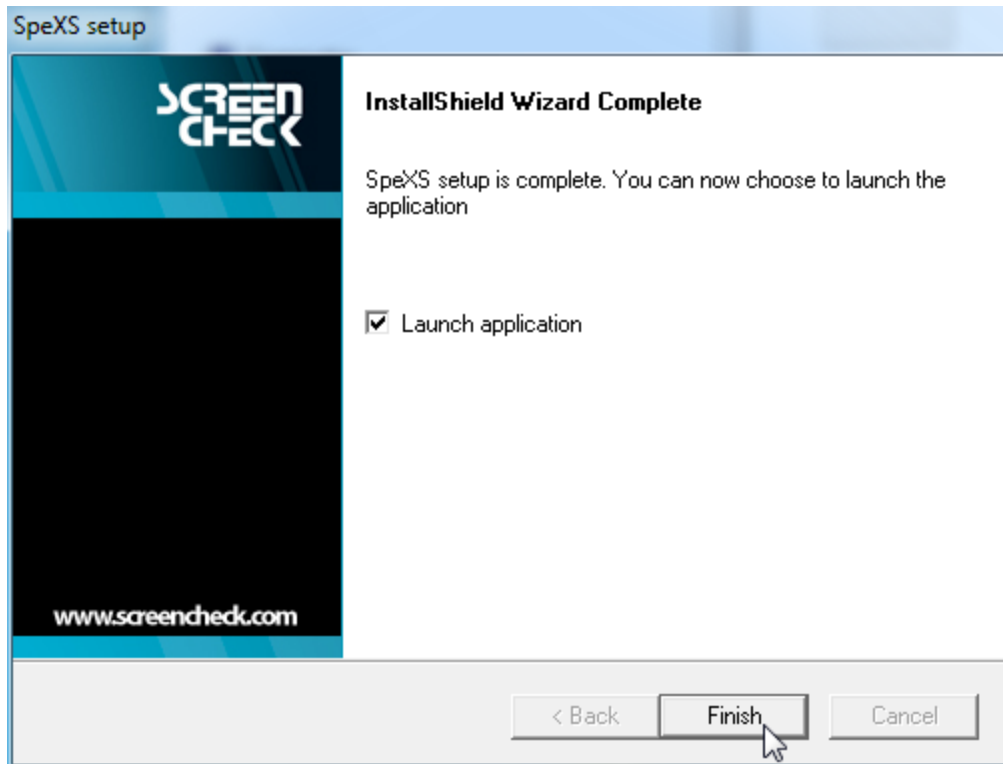 SpeXS setup
SCREEN
CHECK
InstallShield Wizard Complete
SpeXS setup is complete. You can now choose to launch the
application
Launch application
www.screencheck.com
< Back
Finish
Cancel